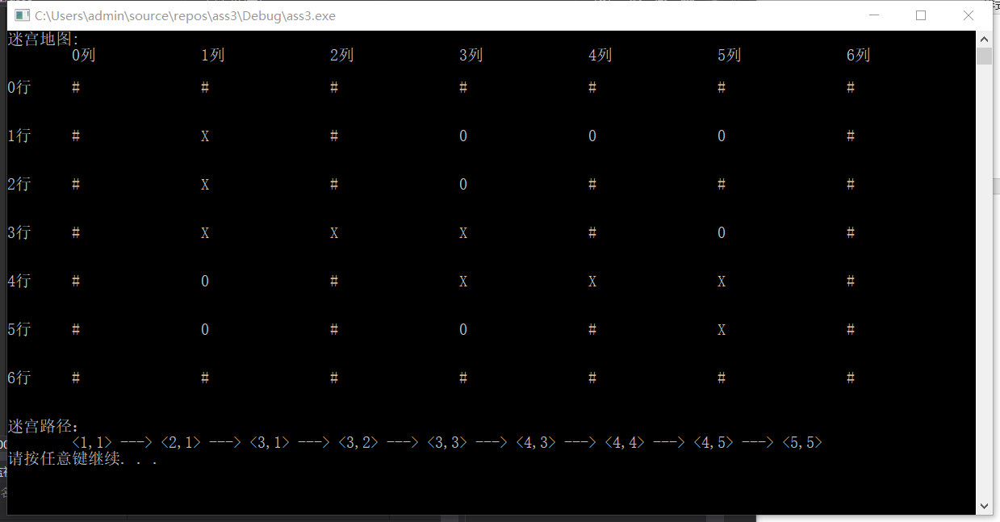 C:\Users\admin\source\repos\ass3\Debug\ass3.exe
迷宫地图:
0列 1列 2列 3列 4列 5列 6列
0行 # # # # # # #
1行 # X # 0 0 0 #
2行 # X # 0 # # #
3行 # X X X # 0 #
4行 # 0 # X X X #
5行 # 0 # 0 # X #
6行 # # # # # # #
迷宫路径:
<1,1> ---> <2,1> ---> <3,1> ---> <3,2> ---> <3,3> ---> <4,3> ---> <4,4> ---> <4,5> ---> <5,5>
请按任意键继续. . .